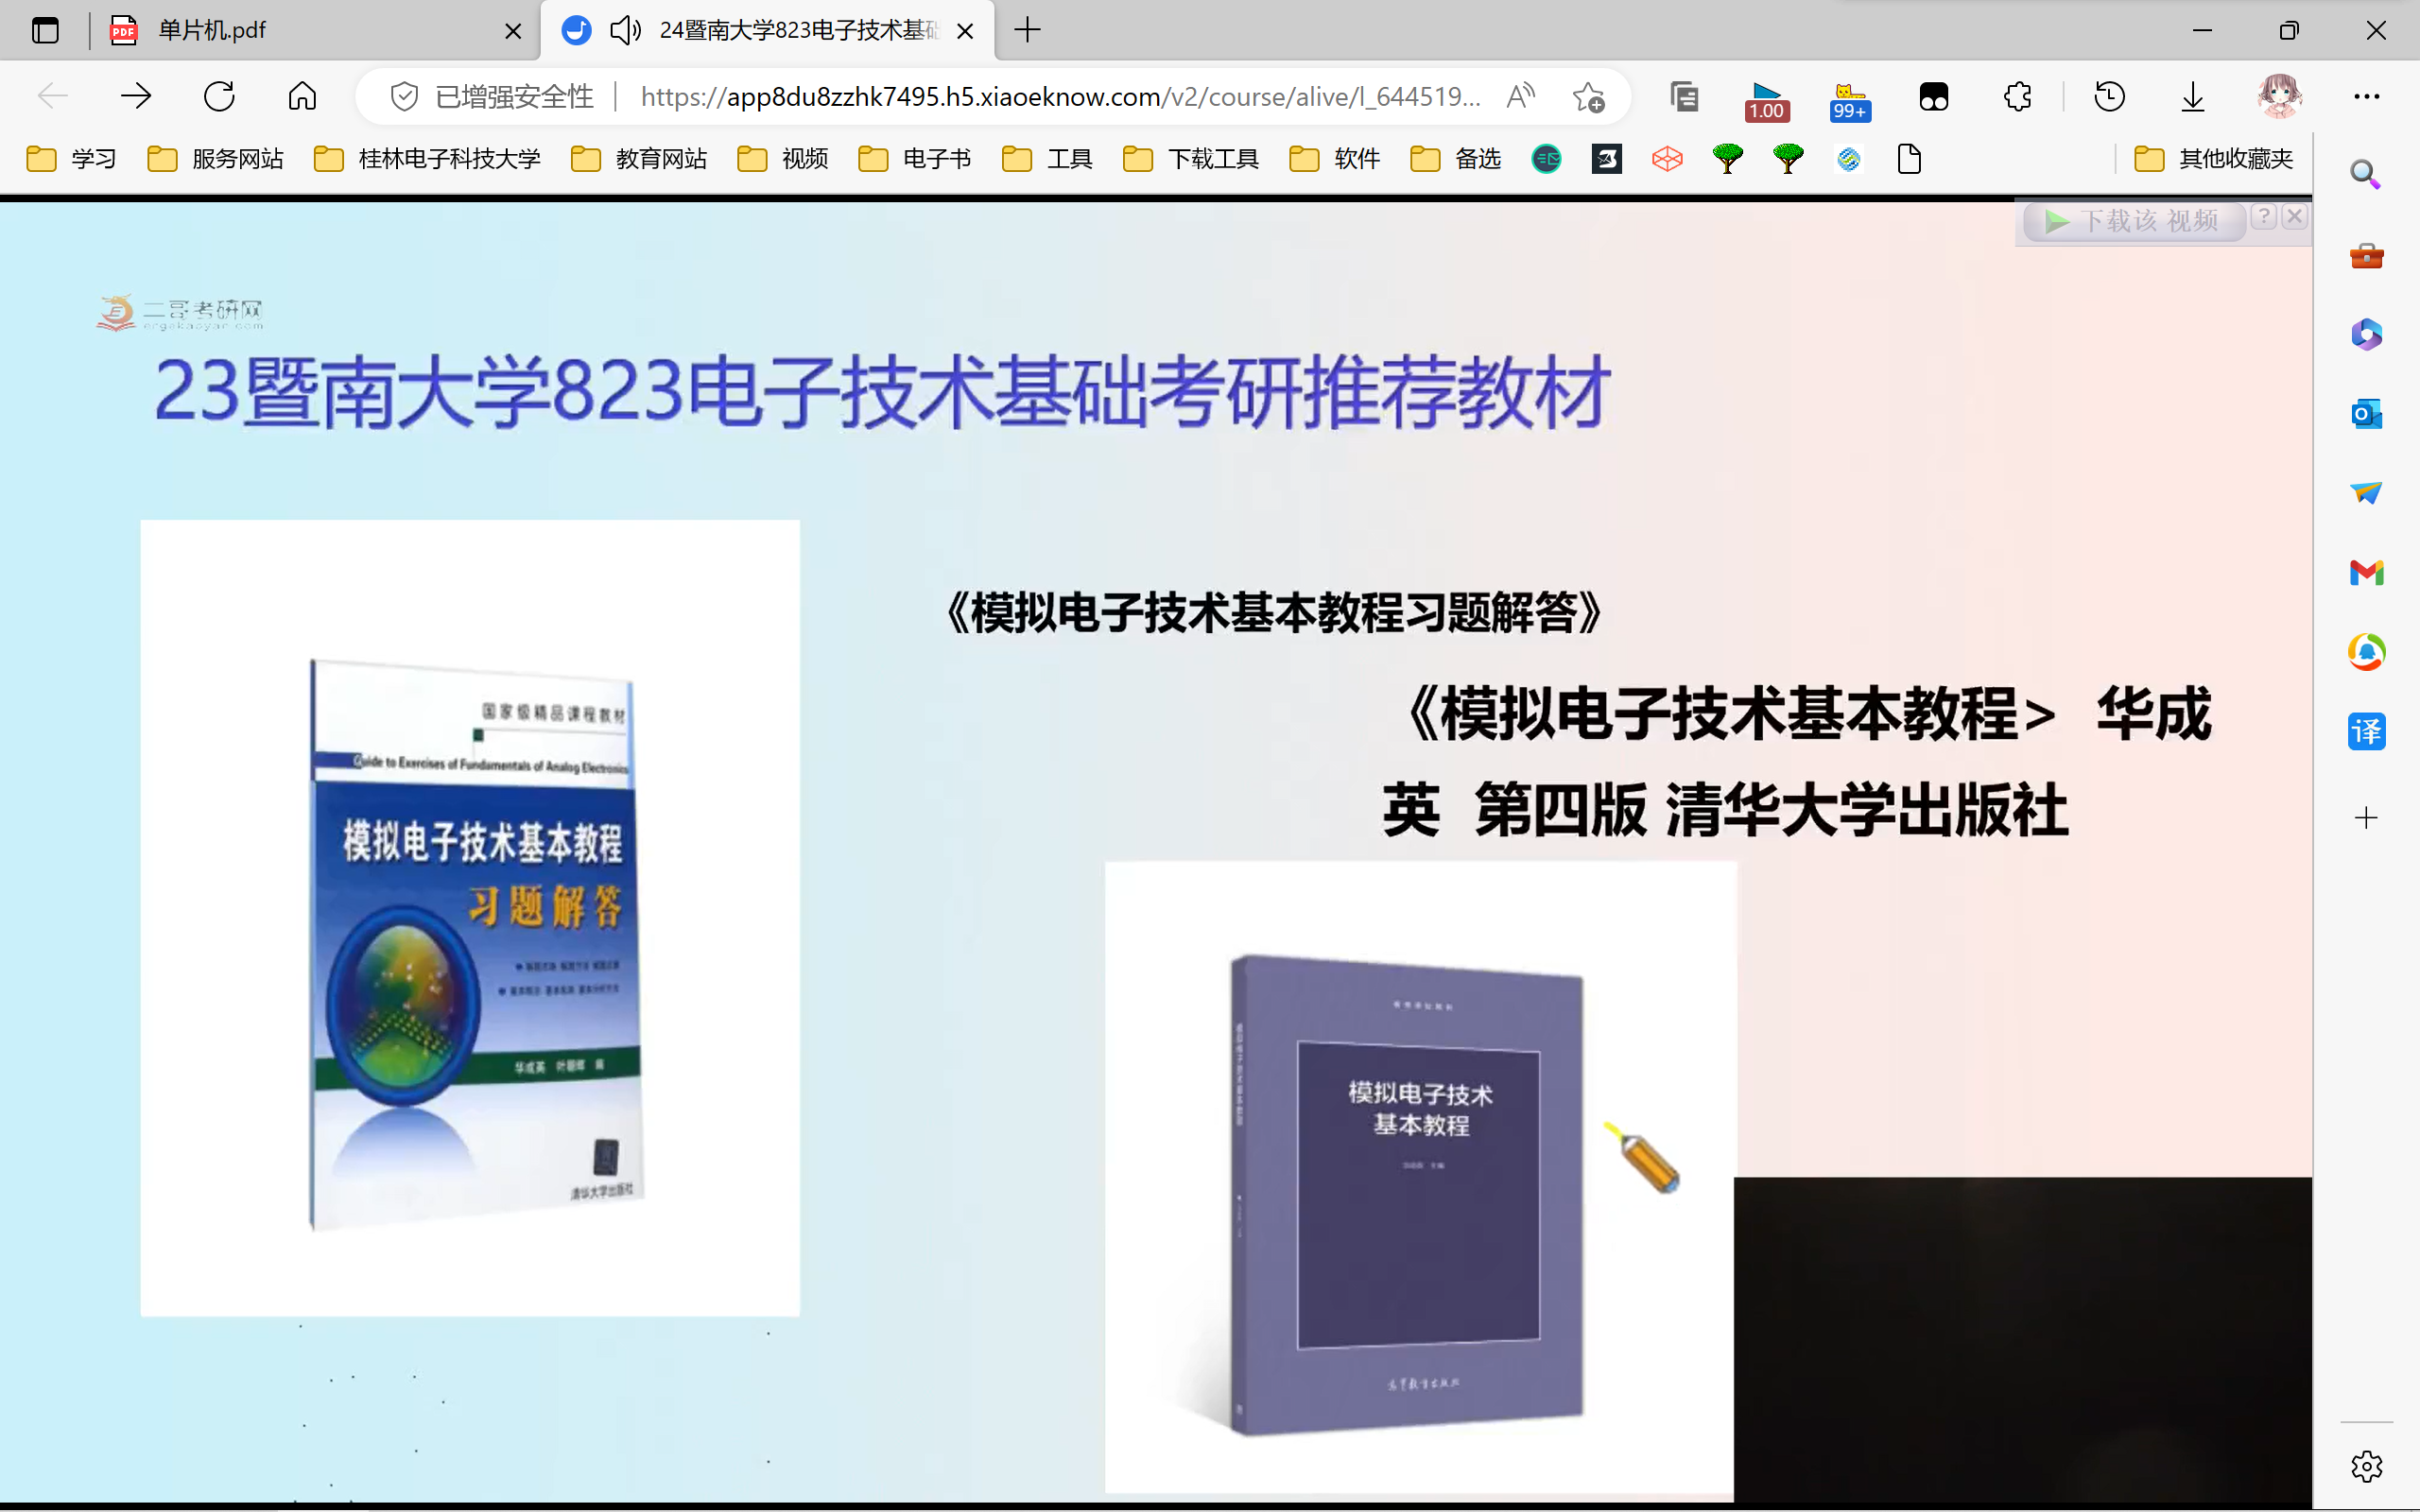 单片机.pdf
24暨南大学823电子技术基础
已增强安全性
https://app8du8zzhk7495.h5.xiaoeknow.com/v2/course/alive/l_644519...
1.00
99+
学习
服务网站
桂林电子科技大学
教育网站
视频
电子书
工具
下载工具
软件
备选
其他收藏夹
下载该 视频
二哥考研网
ergekaoyan.com
23暨南大学823电子技术基础考研推荐教材
《模拟电子技术基本教程习题解答》
《模拟电子技术基本教程> 华成
英 第四版 清华大学出版社
国家级精品课程教材
Guide to Exercises of Fundamentals of Analog Electronics
模拟电子技术基本教程
习题解答
华成英 叶朝辉 编
清华大学出版社
模拟电子技术
基本教程
高等教育出版社
译